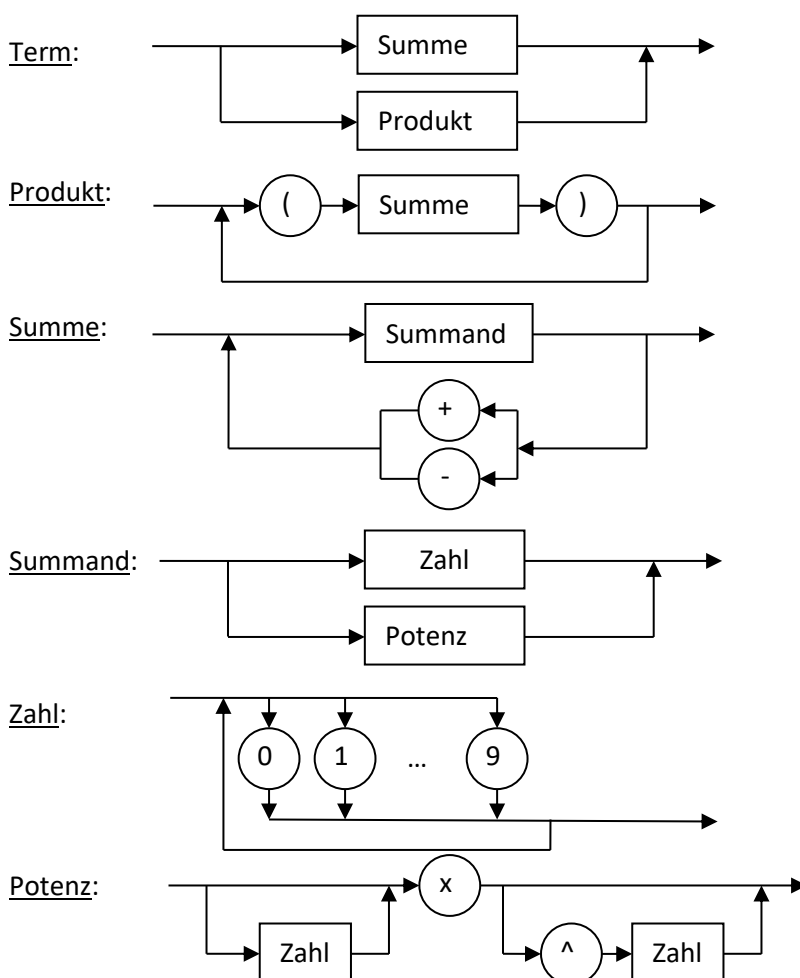 Term:
Summe
Produkt
Produkt:
( Summe )
Summe:
Summand
+
-
Summand:
Zahl
Potenz
Zahl:
0 1 ... 9
Potenz:
x
Zahl
^ Zahl